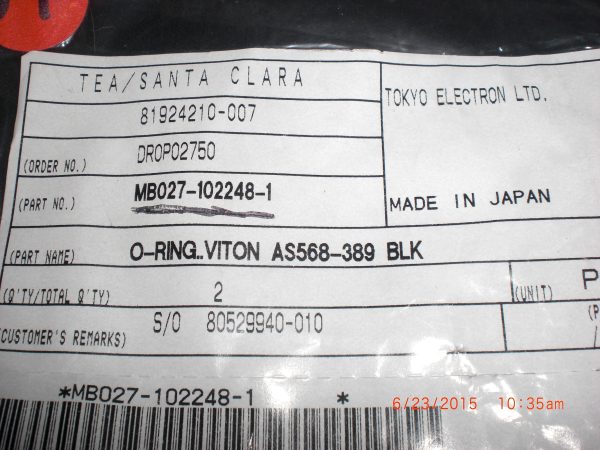 TEA/SANTA CLARA
TOKYO ELECTRON LTD.
81924210-007
(ORDER NO.) DROP02750
(PART NO.) MB027-102248-1
MADE IN JAPAN
(PART NAME) O-RING..VITON AS568-389 BLK
(Q'TY/TOTAL Q'TY) 2 (UNIT) P
(CUSTOMER'S REMARKS) S/O 80529940-010 (P
/
*MB027-102248-1 *
6/23/2015 10:35am